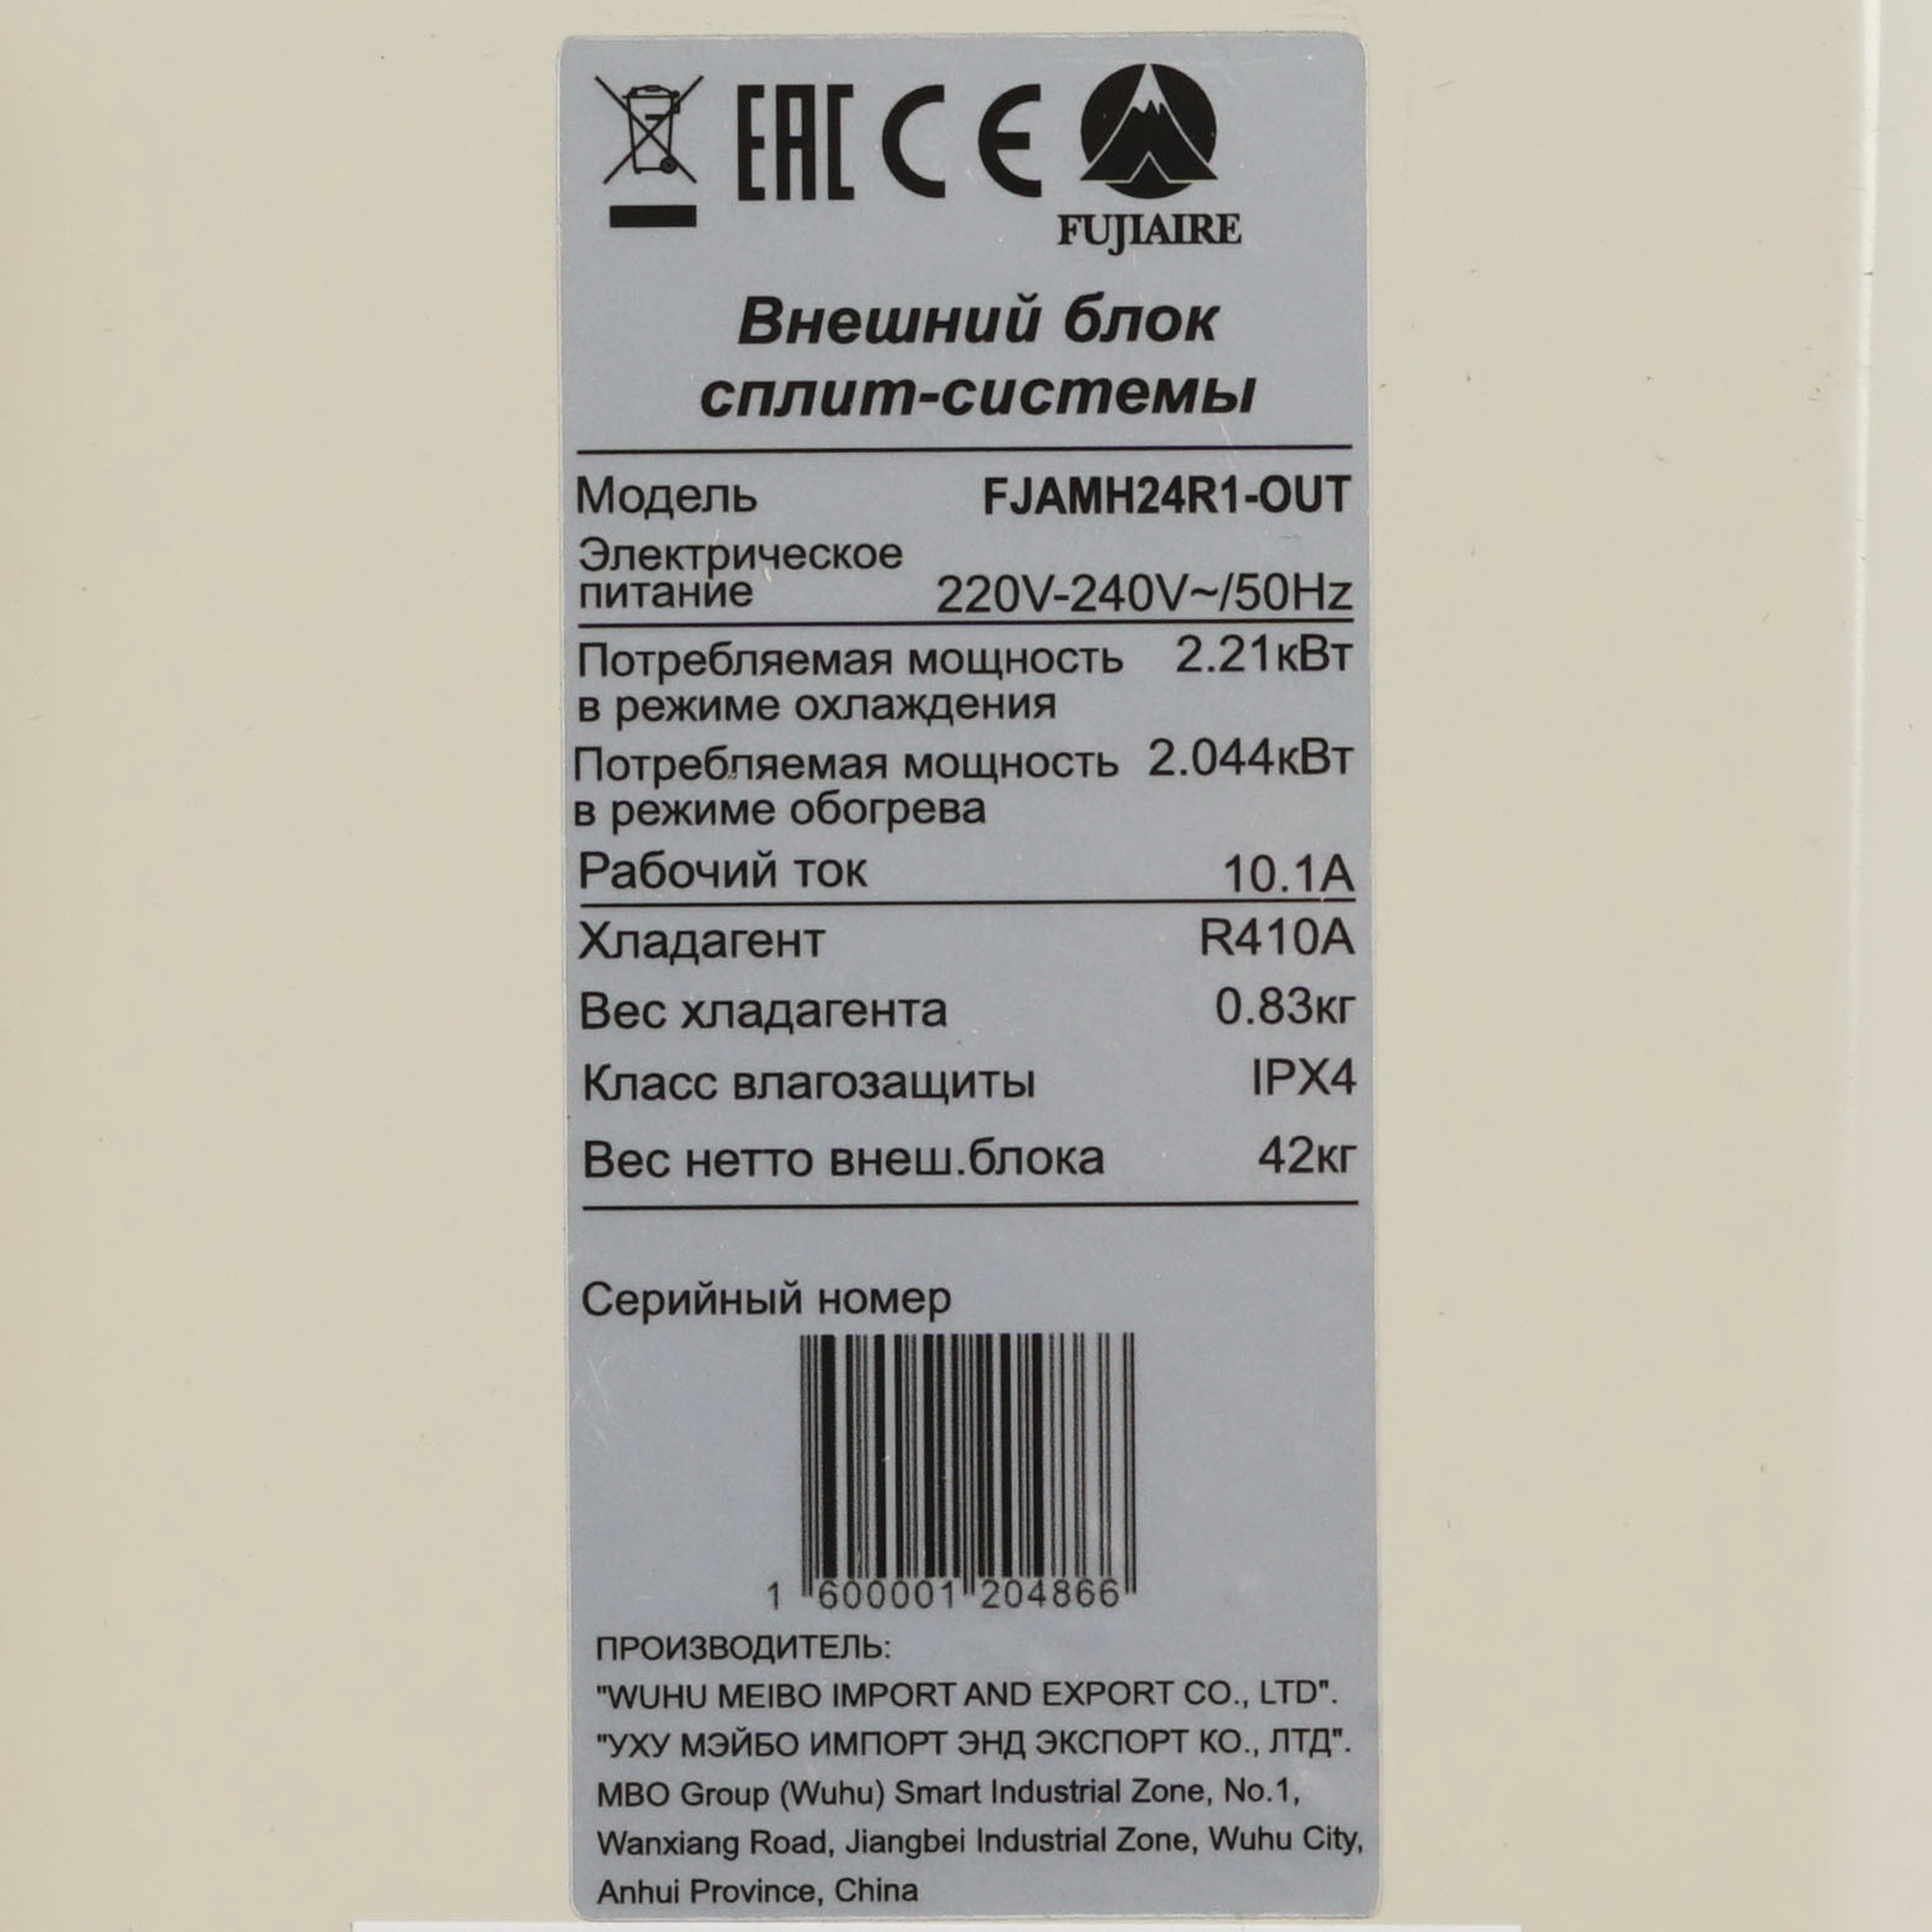 EAC CE
FUJIAIRE
Внешний блок
сплит-системы
Модель FJAMH24R1-OUT
Электрическое
питание 220V-240V~/50Hz
Потребляемая мощность 2.21кВт
в режиме охлаждения
Потребляемая мощность 2.044кВт
в режиме обогрева
Рабочий ток 10.1A
Хладагент R410A
Вес хладагента 0.83кг
Класс влагозащиты IPX4
Вес нетто внеш.блока 42кг
Серийный номер
1 600001 204866
ПРОИЗВОДИТЕЛЬ:
"WUHU MEIBO IMPORT AND EXPORT CO., LTD".
"УХУ МЭЙБО ИМПОРТ ЭНД ЭКСПОРТ КО., ЛТД".
MBO Group (Wuhu) Smart Industrial Zone, No.1,
Wanxiang Road, Jiangbei Industrial Zone, Wuhu City,
Anhui Province, China